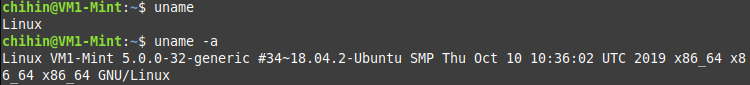 chihin@VM1-Mint:~$ uname
Linux
chihin@VM1-Mint:~$ uname -a
Linux VM1-Mint 5.0.0-32-generic #34~18.04.2-Ubuntu SMP Thu Oct 10 10:36:02 UTC 2019 x86_64 x8
6_64 x86_64 GNU/Linux